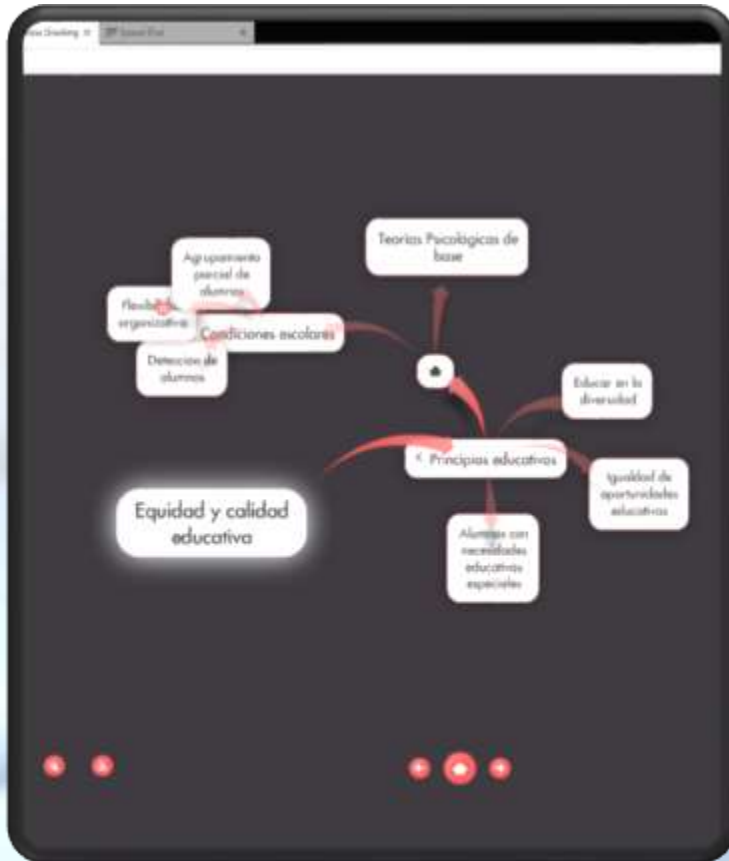 Teorías Psicológicas de
base
Agrupamiento
parcial de
alumnos
organizativa
Condiciones escolares
Detección de
alumnos
Educar en la
diversidad
< Principios educativos
Igualdad de
oportunidades
educativas
Equidad y calidad
educativa
Alumnos con
necesidades
educativas
especiales